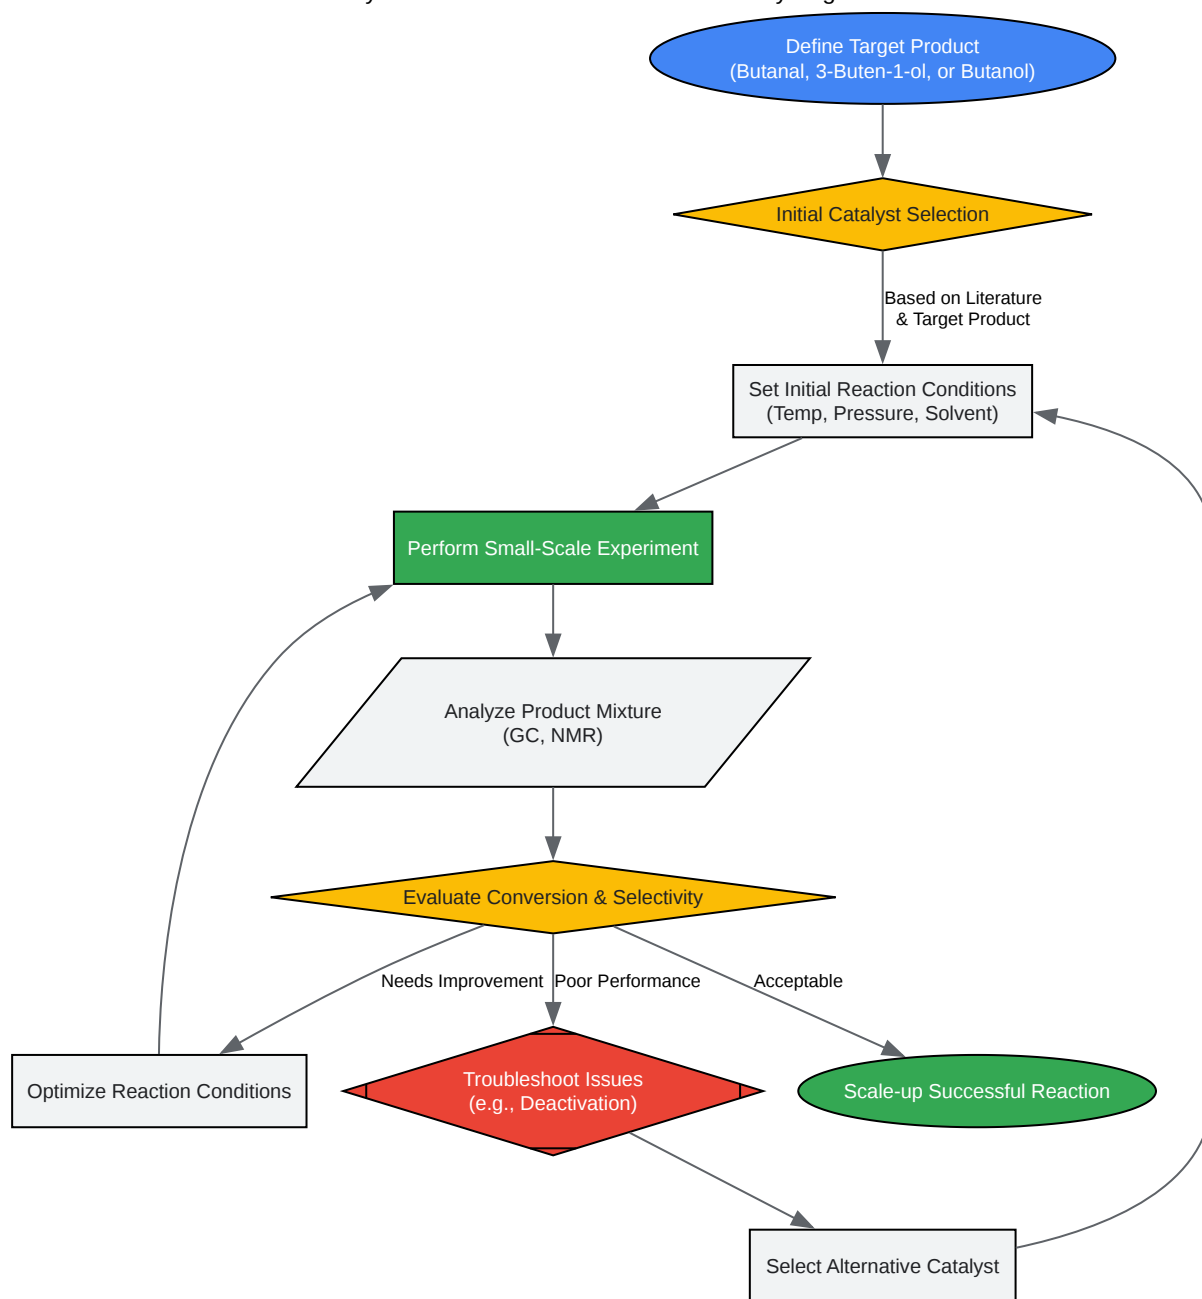 Define Target Product
(Butanal, 3-Buten-1-ol, or Butanol)
Initial Catalyst Selection
Based on Literature
& Target Product
Set Initial Reaction Conditions
(Temp, Pressure, Solvent)
Perform Small-Scale Experiment
Analyze Product Mixture
(GC, NMR)
Evaluate Conversion & Selectivity
Needs Improvement
Poor Performance
Acceptable
Optimize Reaction Conditions
Troubleshoot Issues
(e.g., Deactivation)
Scale-up Successful Reaction
Select Alternative Catalyst